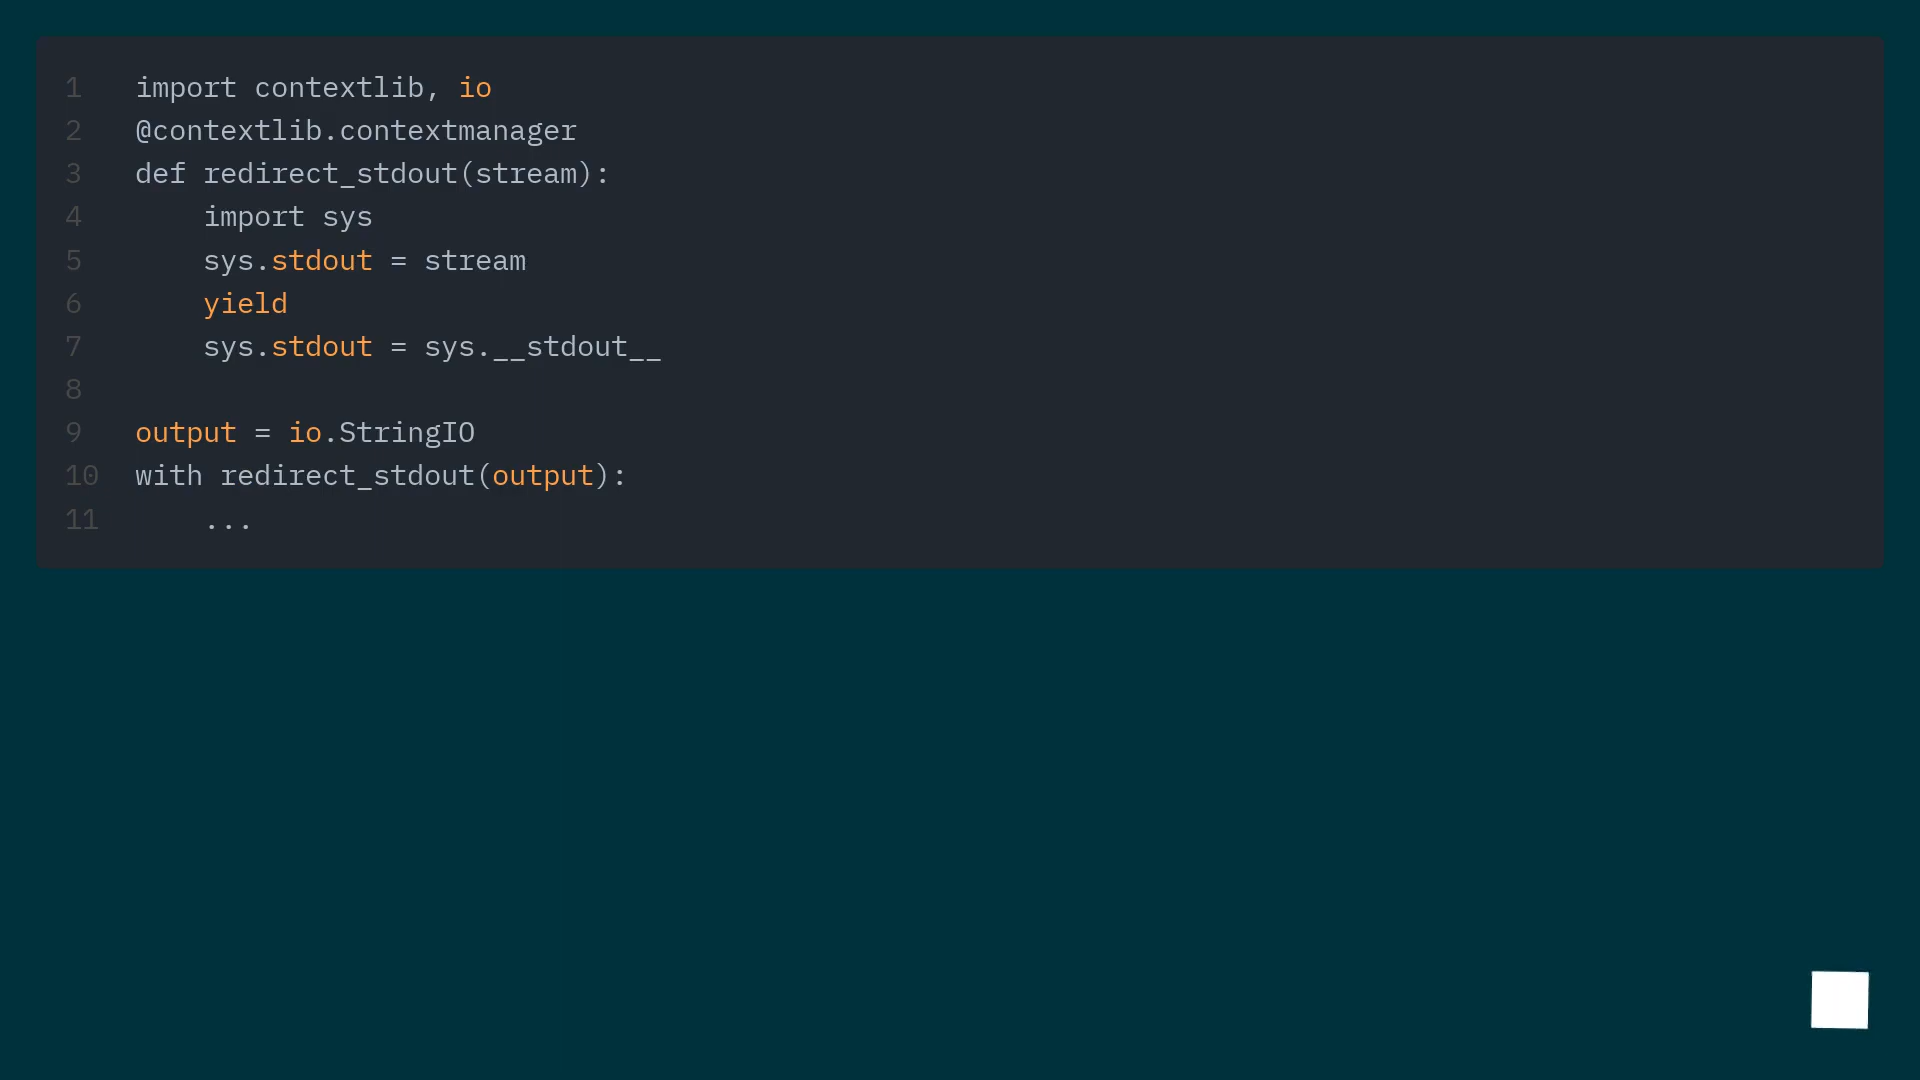 1 import contextlib, io
2 @contextlib.contextmanager
3 def redirect_stdout(stream):
4     import sys
5     sys.stdout = stream
6     yield
7     sys.stdout = sys.__stdout__
8
9 output = io.StringIO
10 with redirect_stdout(output):
11     ...